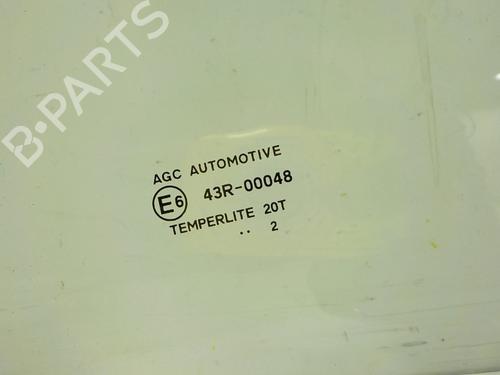 B-PARTS
AGC AUTOMOTIVE
E6 43R-00048
TEMPERLITE 20T
.. 2